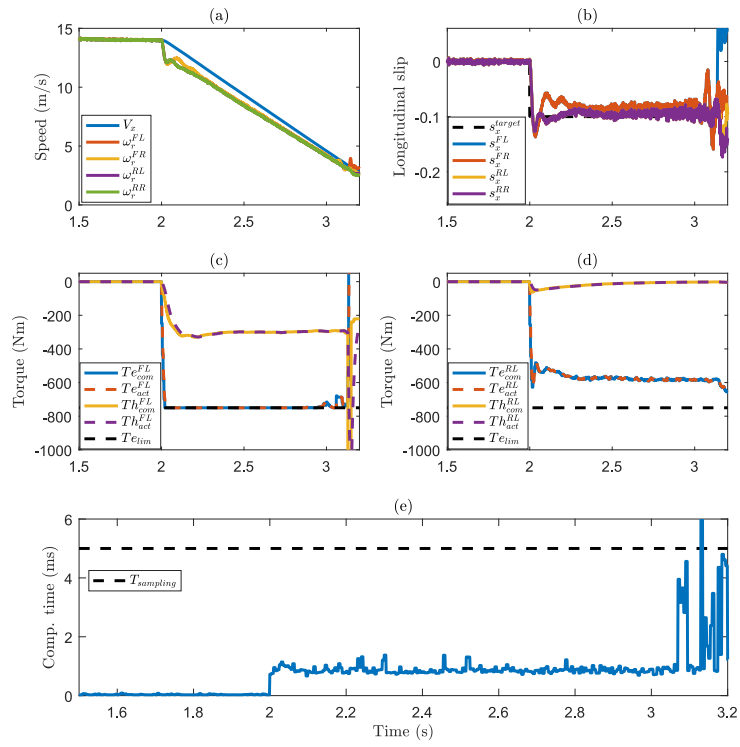 (a)
15
10
5
0
Speed (m/s)
V_x
ω_r^FL
ω_r^FR
ω_r^RL
ω_r^RR
1.5 2 2.5 3
(b)
0
-0.1
-0.2
Longitudinal slip
s_x^target
s_x^FL
s_x^FR
s_x^RL
s_x^RR
1.5 2 2.5 3
(c)
0
-200
-400
-600
-800
-1000
Torque (Nm)
Te_com^FL
Te_act^FL
Th_com^FL
Th_act^FL
Te_lim
1.5 2 2.5 3
(d)
0
-200
-400
-600
-800
-1000
Torque (Nm)
Te_com^RL
Te_act^RL
Th_com^RL
Th_act^RL
Te_lim
1.5 2 2.5 3
(e)
6
4
2
0
Comp. time (ms)
T_sampling
1.6 1.8 2 2.2 2.4 2.6 2.8 3 3.2
Time (s)